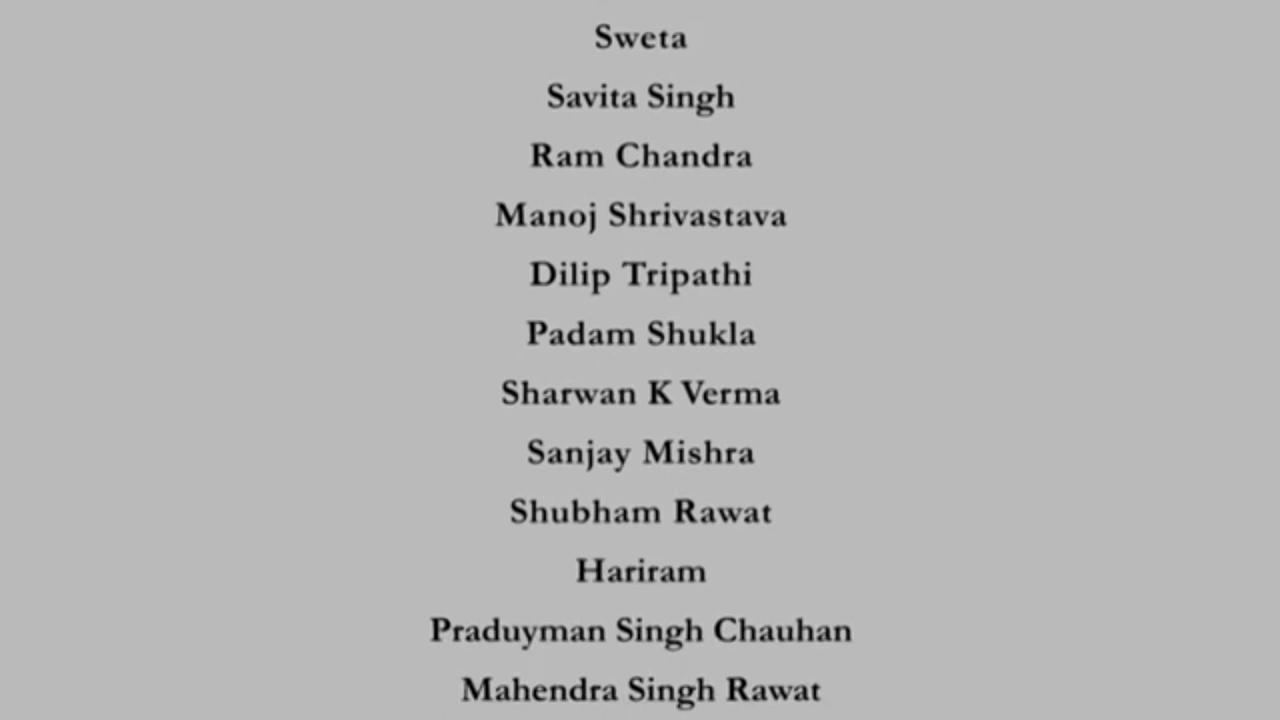 Sweta
Savita Singh
Ram Chandra
Manoj Shrivastava
Dilip Tripathi
Padam Shukla
Sharwan K Verma
Sanjay Mishra
Shubham Rawat
Hariram
Praduyman Singh Chauhan
Mahendra Singh Rawat